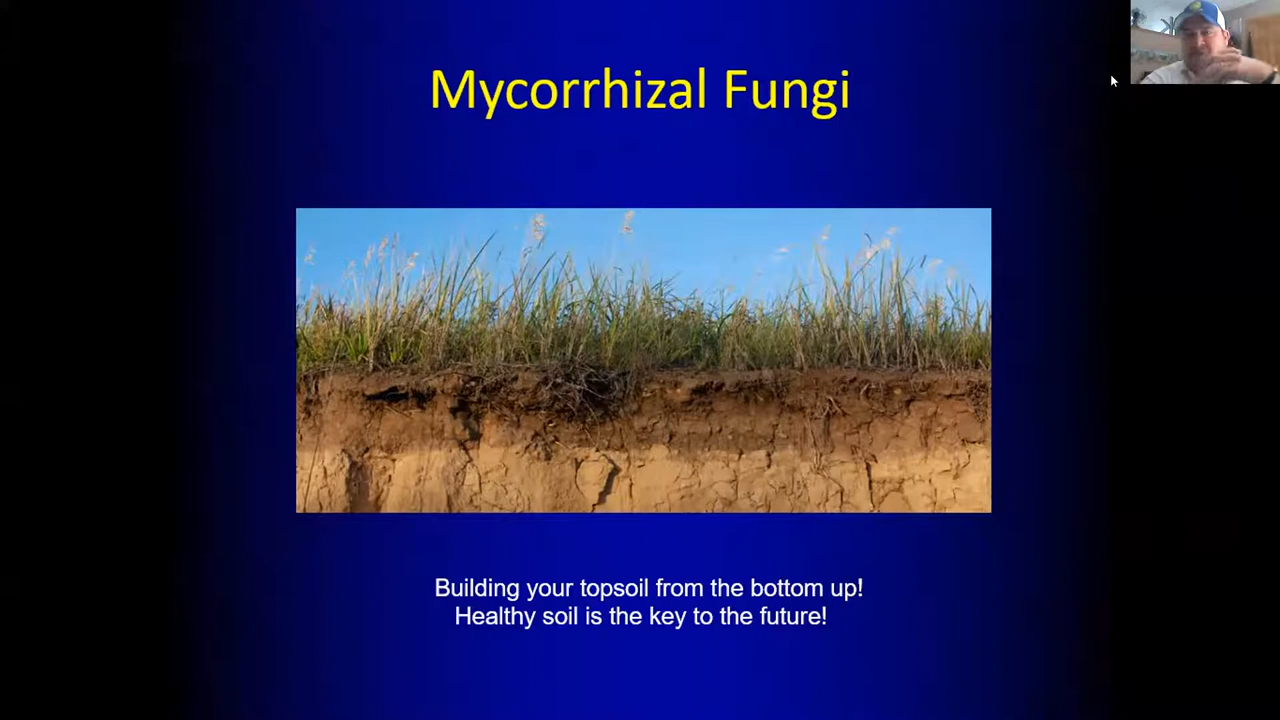 Mycorrhizal Fungi
Building your topsoil from the bottom up!
Healthy soil is the key to the future!